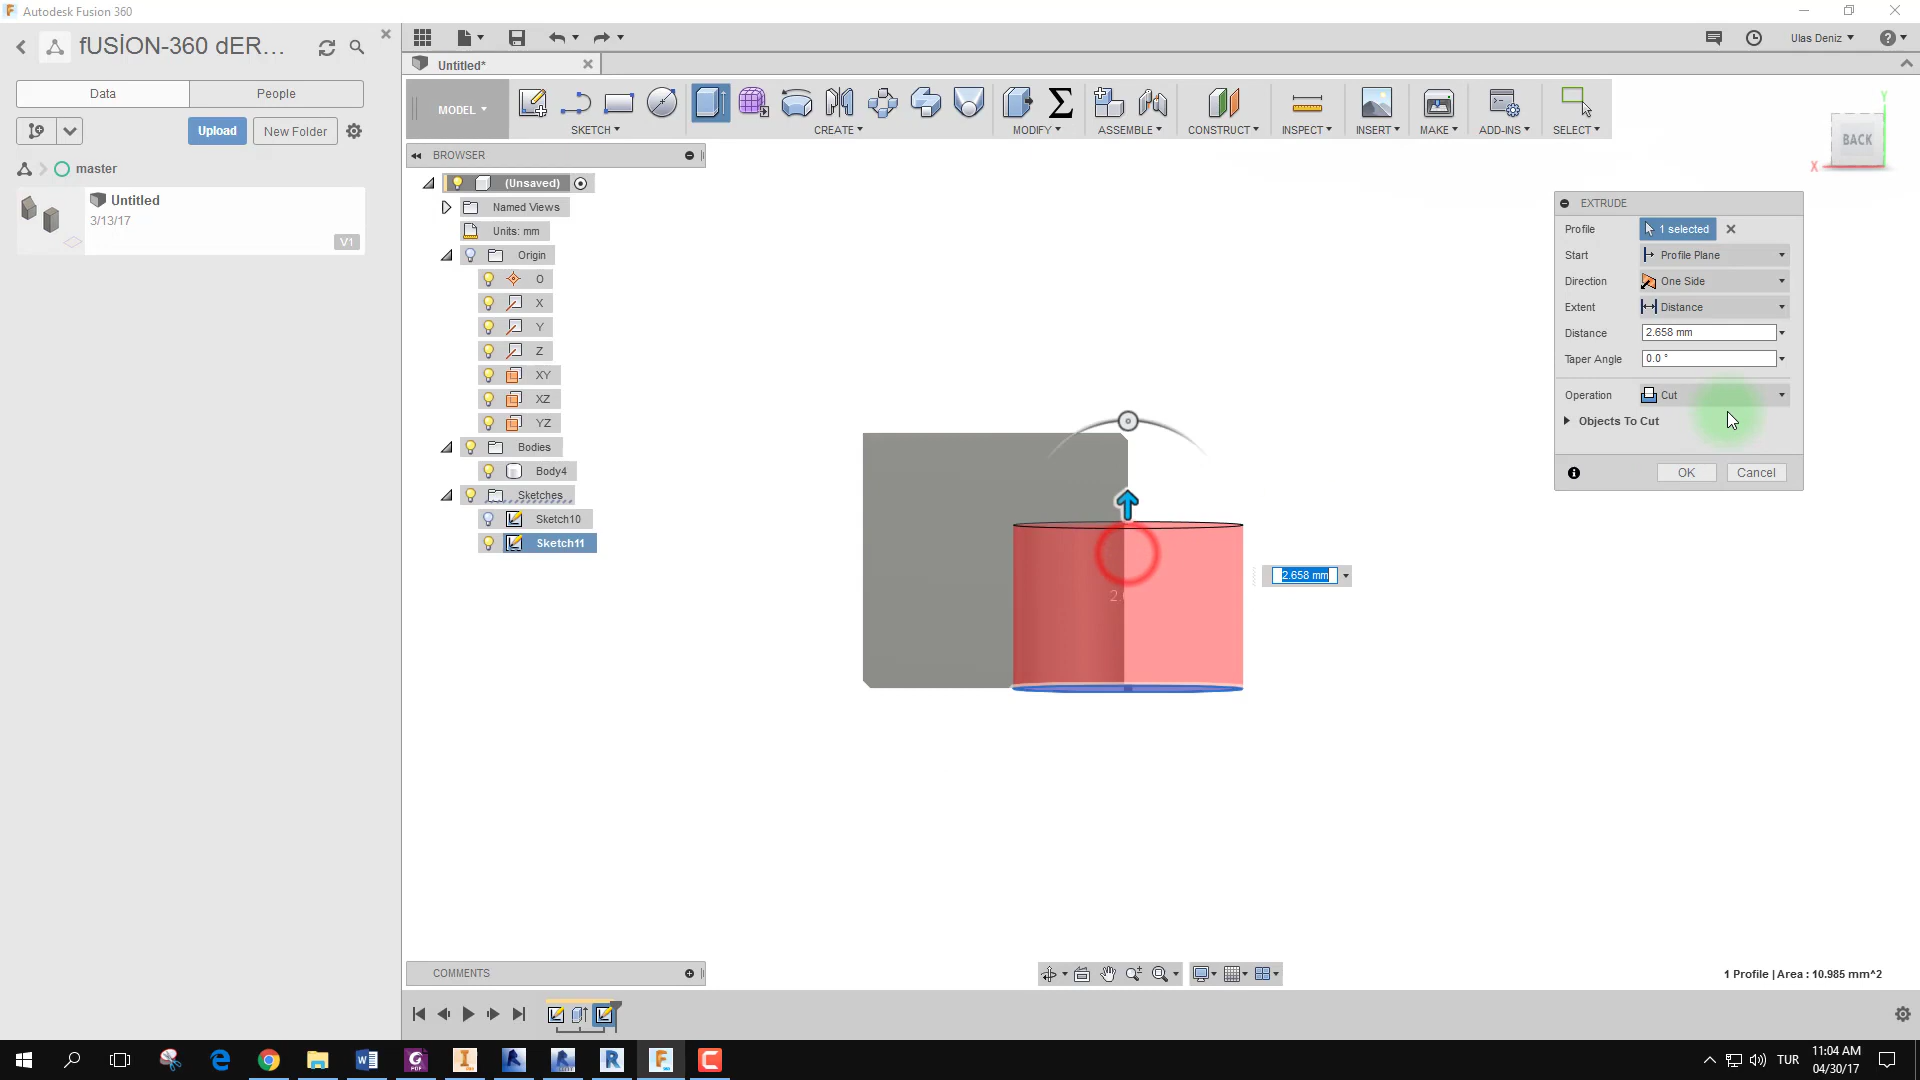 Autodesk Fusion 360
fUSİON-360 dER...
Data
People
Upload
New Folder
master
Untitled
3/13/17
V1
Untitled*
Ulas Deniz
MODEL
SKETCH
CREATE
MODIFY
ASSEMBLE
CONSTRUCT
INSPECT
INSERT
MAKE
ADD-INS
SELECT
BROWSER
(Unsaved)
Named Views
Units: mm
Origin
O
X
Y
Z
XY
XZ
YZ
Bodies
Body4
Sketches
Sketch10
Sketch11
Y
BACK
X
EXTRUDE
Profile
1 selected
Start
Profile Plane
Direction
One Side
Extent
Distance
Distance
2.658 mm
Taper Angle
0.0 °
Operation
Cut
Objects To Cut
OK
Cancel
2.658 mm
COMMENTS
1 Profile | Area : 10.985 mm^2
TUR
11:04 AM
04/30/17